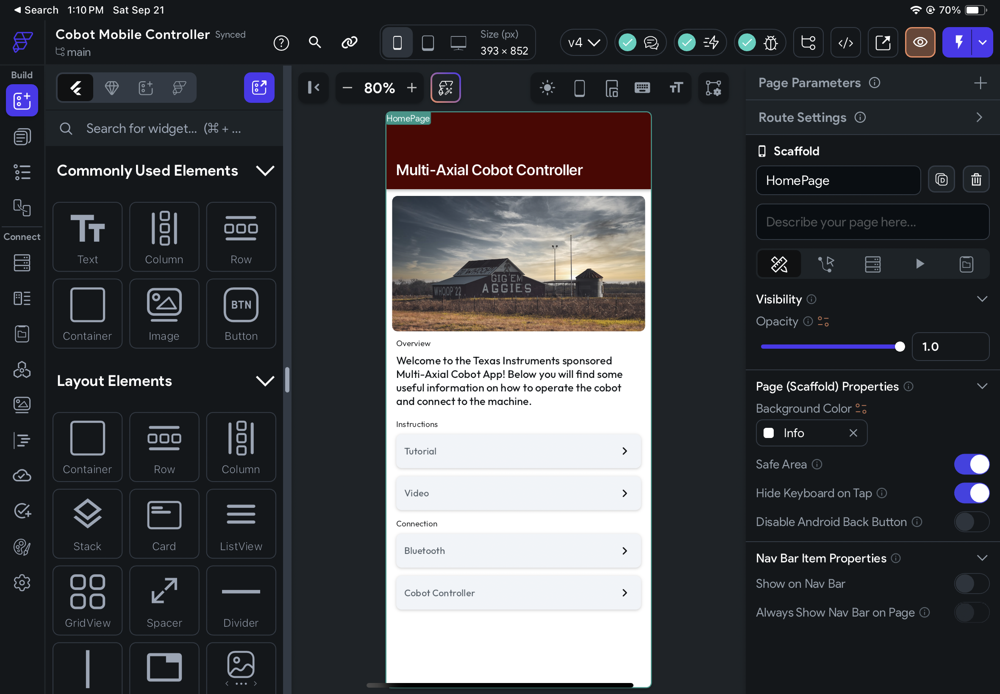 Search 1:10 PM Sat Sep 21
70%
Cobot Mobile Controller Synced
main
Size (px)
393 × 852
v4
Build
Connect
Search for widget... (⌘ + ...
Commonly Used Elements
Text
Column
Row
Container
Image
BTN
Button
Layout Elements
Container
Row
Column
Stack
Card
ListView
GridView
Spacer
Divider
80%
HomePage
Multi-Axial Cobot Controller
20 WHOOP!
GIG'EM
AGGIES
WHOOP'22
Overview
Welcome to the Texas Instruments sponsored
Multi-Axial Cobot App! Below you will find some
useful information on how to operate the cobot
and connect to the machine.
Instructions
Tutorial
Video
Connection
Bluetooth
Cobot Controller
Page Parameters
Route Settings
Scaffold
HomePage
Describe your page here...
Visibility
Opacity
1.0
Page (Scaffold) Properties
Background Color
Info
Safe Area
Hide Keyboard on Tap
Disable Android Back Button
Nav Bar Item Properties
Show on Nav Bar
Always Show Nav Bar on Page